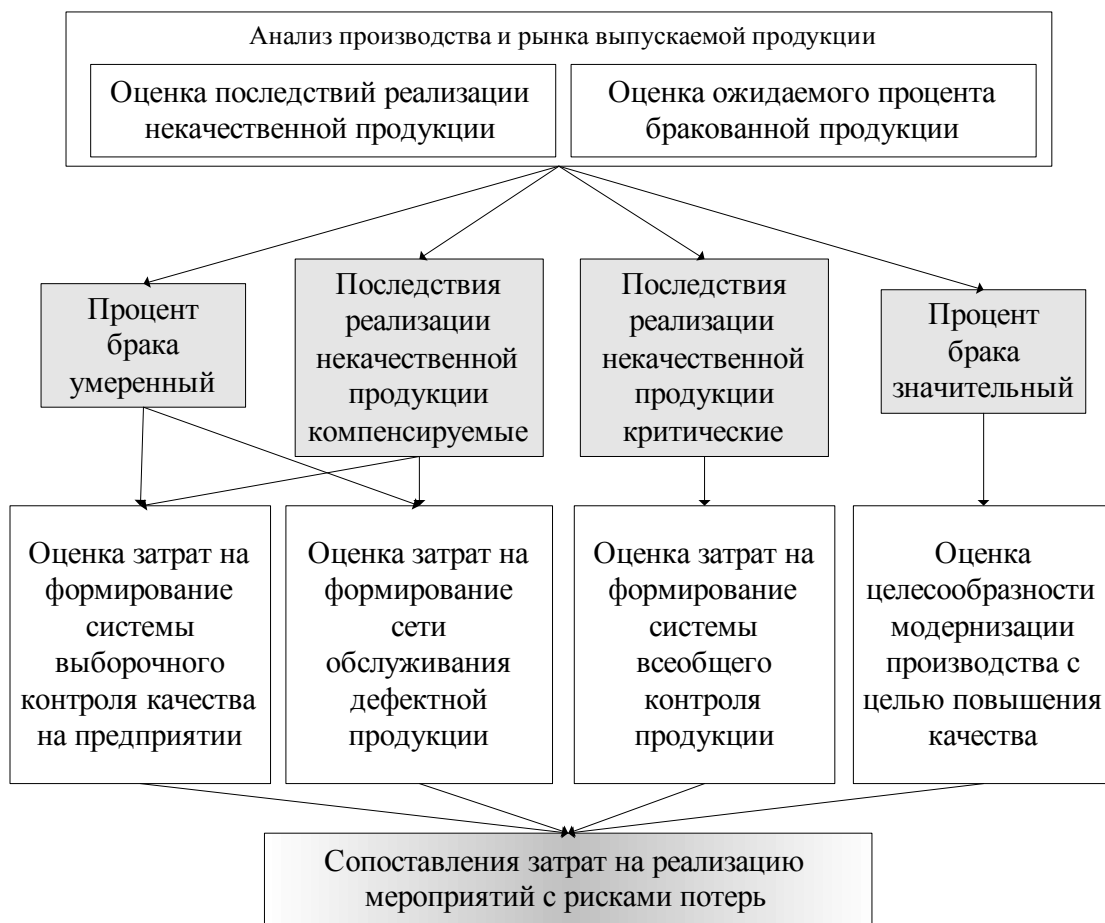 Анализ производства и рынка выпускаемой продукции
Оценка последствий реализации
некачественной продукции
Оценка ожидаемого процента
бракованной продукции
Процент
брака
умеренный
Последствия
реализации
некачественной
продукции
компенсируемые
Последствия
реализации
некачественной
продукции
критические
Процент
брака
значительный
Оценка затрат на
формирование
системы
выборочного
контроля качества
на предприятии
Оценка затрат на
формирование
сети
обслуживания
дефектной
продукции
Оценка затрат на
формирование
системы
всеобщего
контроля
продукции
Оценка
целесообразности
модернизации
производства с
целью повышения
качества
Сопоставления затрат на реализацию
мероприятий с рисками потерь